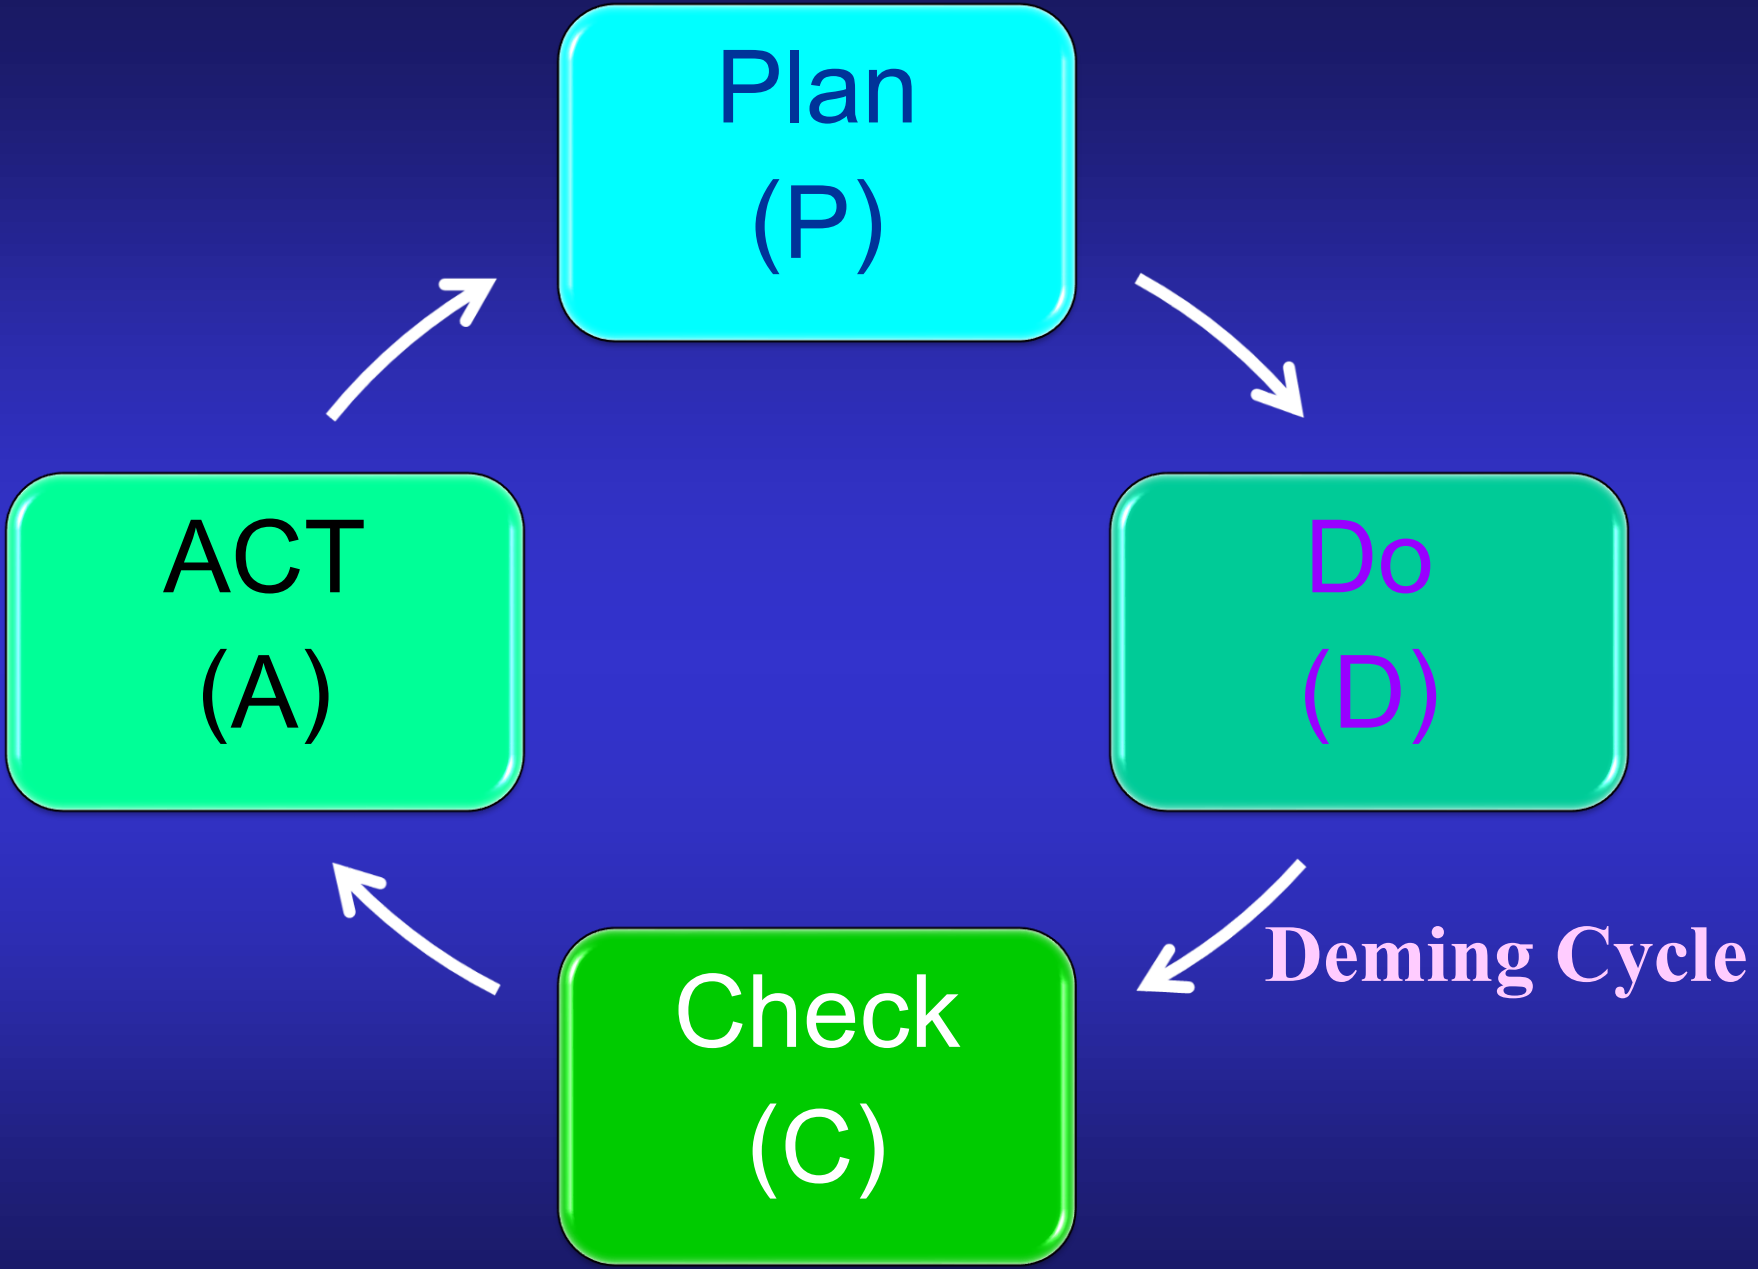 Plan
(P)
ACT
(A)
Do
(D)
Deming Cycle
Check
(C)